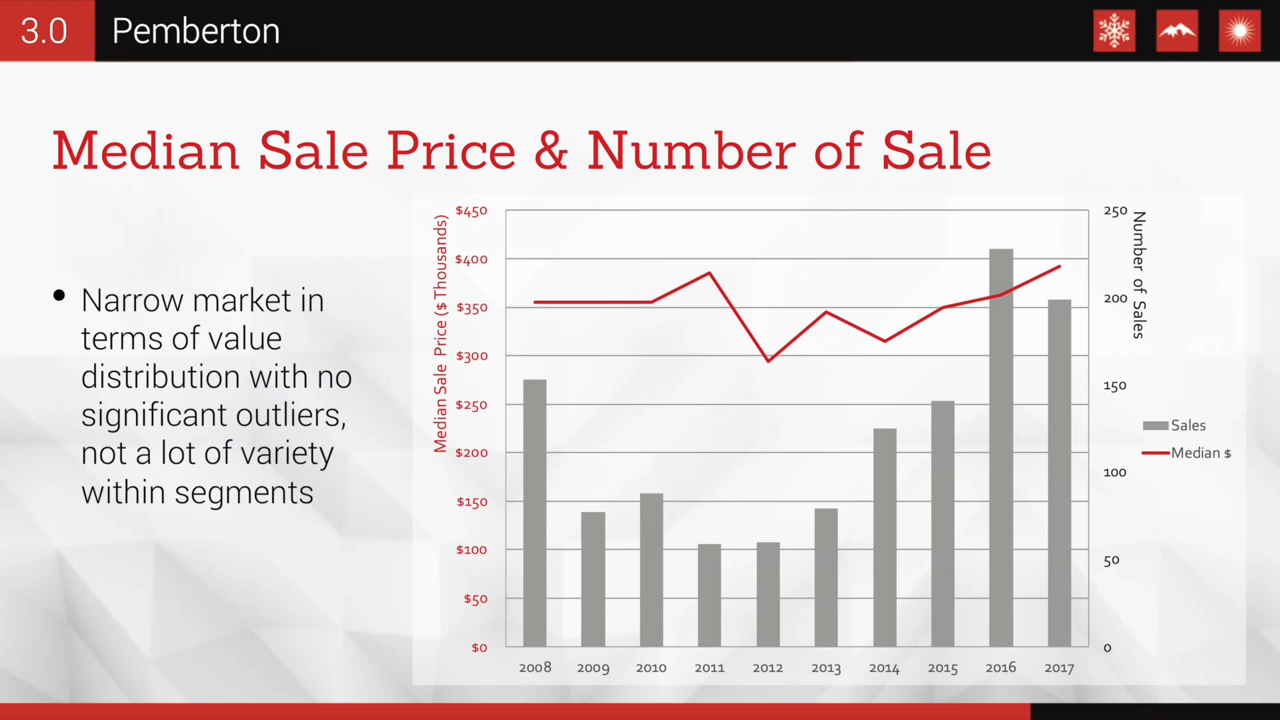 3.0 Pemberton
Median Sale Price & Number of Sale
• Narrow market in
terms of value
distribution with no
significant outliers,
not a lot of variety
within segments
Median Sale Price ($ Thousands)
$450
$400
$350
$300
$250
$200
$150
$100
$50
$0
2008 2009 2010 2011 2012 2013 2014 2015 2016 2017
250
200
150
100
50
0
Number of Sales
Sales
Median $